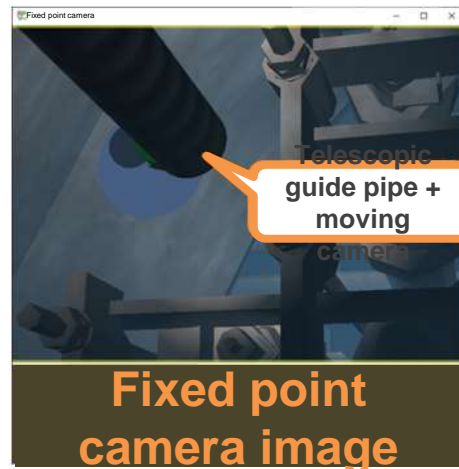 Fixed point camera
Telescopic
guide pipe +
moving
camera
Fixed point
camera image